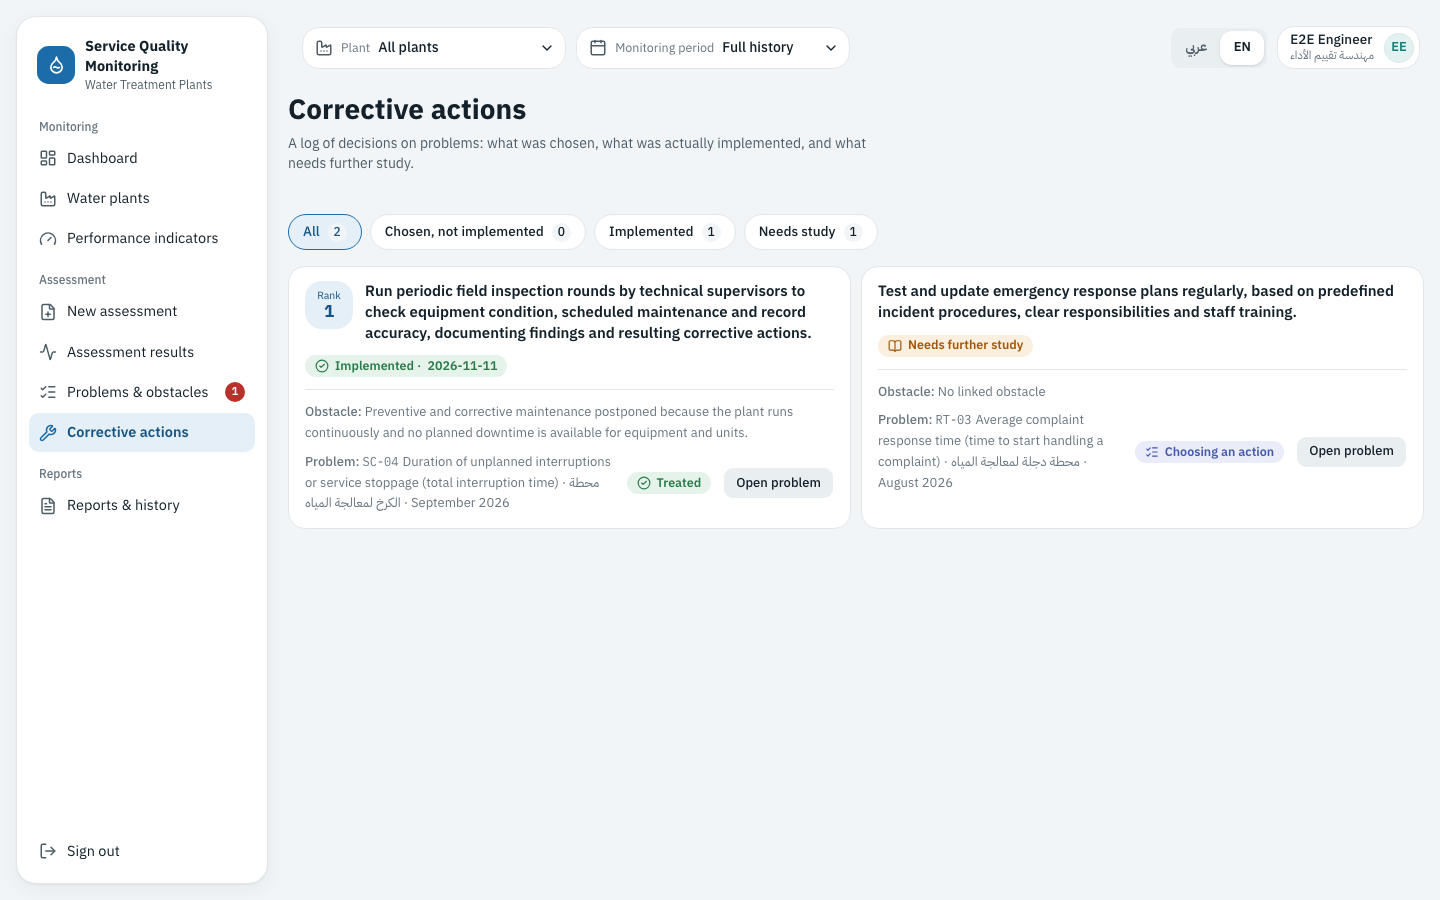 Service Quality
Monitoring
Water Treatment Plants
Monitoring
Dashboard
Water plants
Performance indicators
Assessment
New assessment
Assessment results
Problems & obstacles 1
Corrective actions
Reports
Reports & history
Sign out
Plant All plants
Monitoring period Full history
عربي EN
E2E Engineer
مهندسة تقييم الأداء
EE
Corrective actions
A log of decisions on problems: what was chosen, what was actually implemented, and what
needs further study.
All 2
Chosen, not implemented 0
Implemented 1
Needs study 1
Rank
1
Run periodic field inspection rounds by technical supervisors to
check equipment condition, scheduled maintenance and record
accuracy, documenting findings and resulting corrective actions.
Implemented · 2026-11-11
Obstacle: Preventive and corrective maintenance postponed because the plant runs
continuously and no planned downtime is available for equipment and units.
Problem: SC-04 Duration of unplanned interruptions
or service stoppage (total interruption time) · محطة
الكرخ لمعالجة المياه · September 2026
Treated
Open problem
Test and update emergency response plans regularly, based on predefined
incident procedures, clear responsibilities and staff training.
Needs further study
Obstacle: No linked obstacle
Problem: RT-03 Average complaint
response time (time to start handling a
complaint) · محطة دجلة لمعالجة المياه ·
August 2026
Choosing an action
Open problem